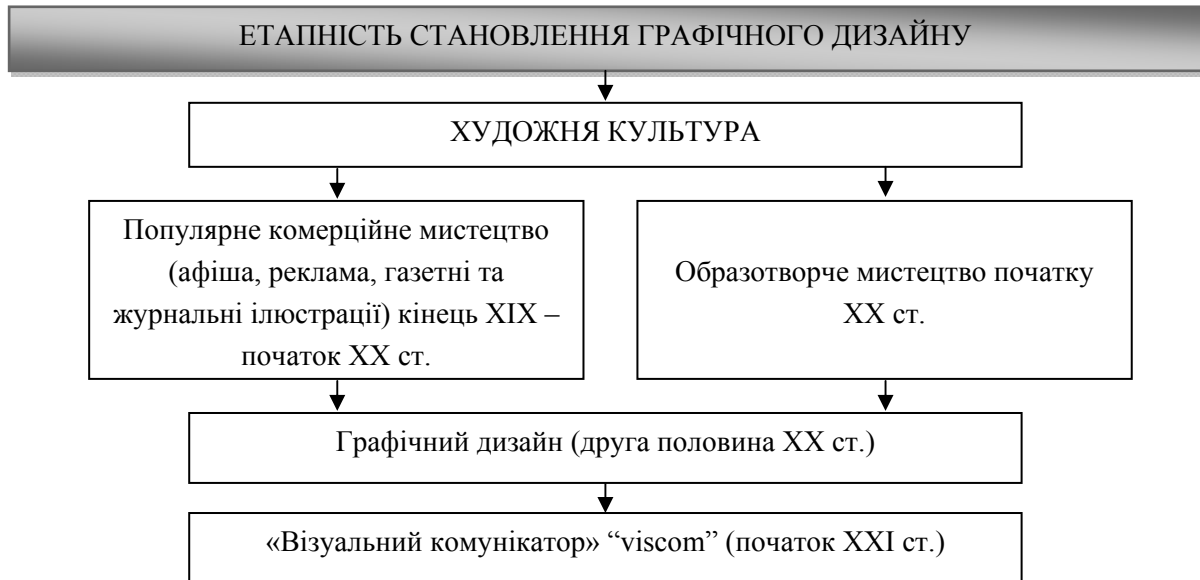 ЕТАПНІСТЬ СТАНОВЛЕННЯ ГРАФІЧНОГО ДИЗАЙНУ
ХУДОЖНЯ КУЛЬТУРА
Популярне комерційне мистецтво
(афіша, реклама, газетні та
журнальні ілюстрації) кінець ХІХ –
початок ХХ ст.
Образотворче мистецтво початку
ХХ ст.
Графічний дизайн (друга половина ХХ ст.)
«Візуальний комунікатор» “viscom” (початок ХХІ ст.)